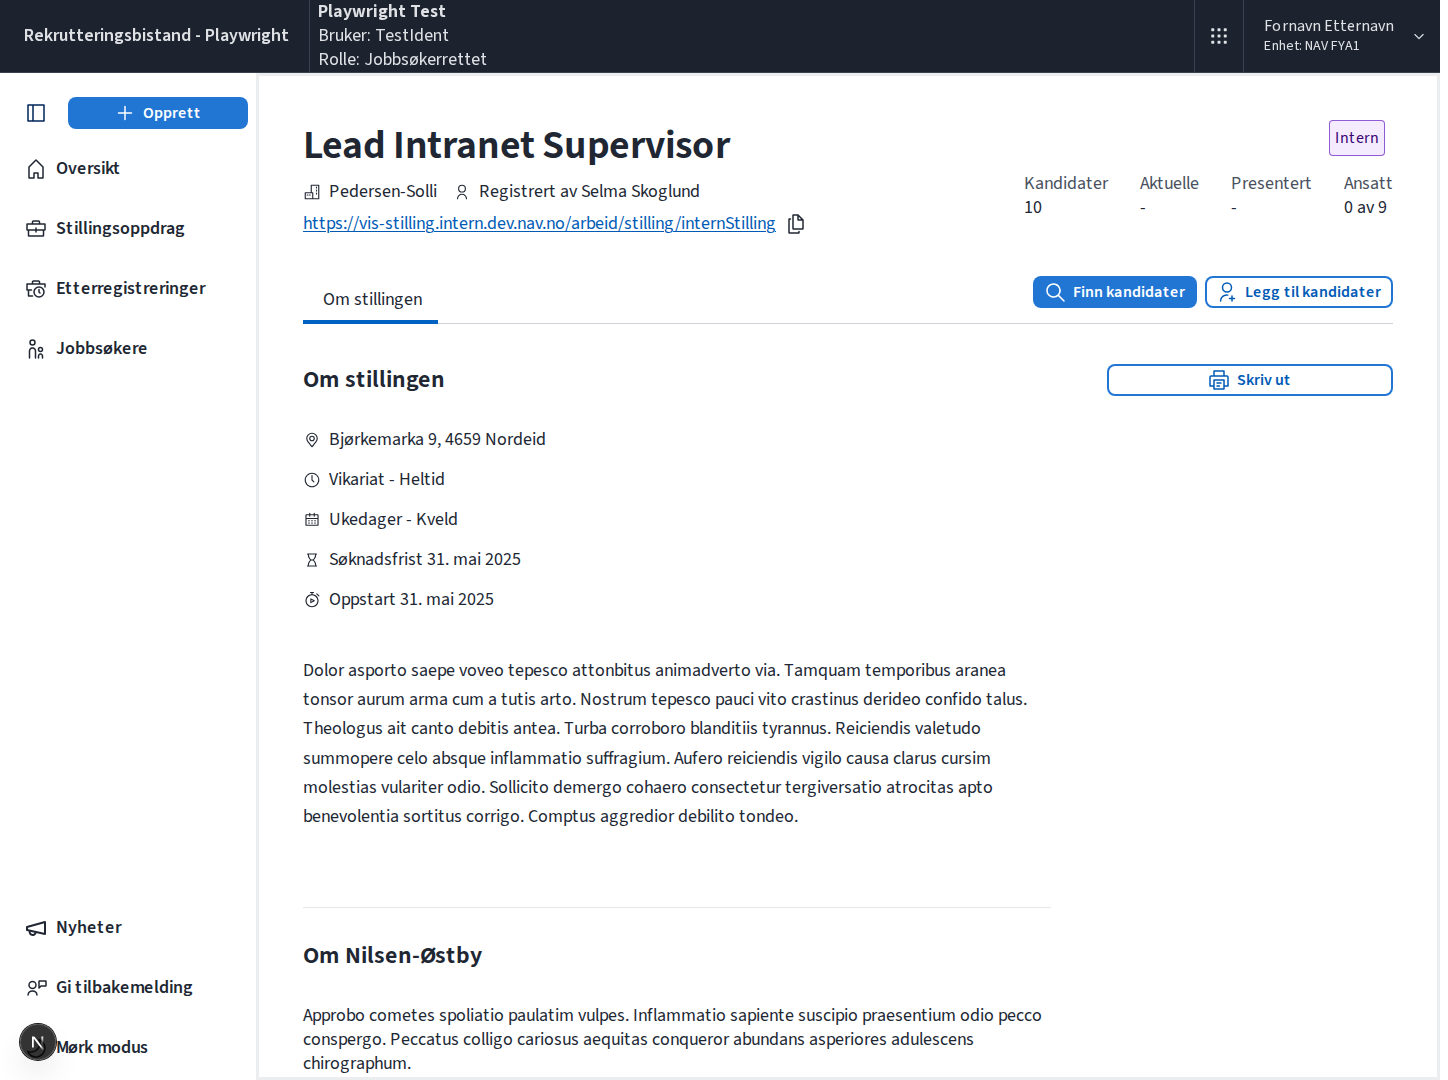 Rekrutteringsbistand - Playwright
Playwright Test
Bruker: TestIdent
Rolle: Jobbsøkerrettet
Fornavn Etternavn
Enhet: NAV FYA1
Opprett
Oversikt
Stillingsoppdrag
Etterregistreringer
Jobbsøkere
Nyheter
Gi tilbakemelding
N
Mørk modus
Lead Intranet Supervisor
Intern
Pedersen-Solli
Registrert av Selma Skoglund
https://vis-stilling.intern.dev.nav.no/arbeid/stilling/internStilling
Kandidater
10
Aktuelle
-
Presentert
-
Ansatt
0 av 9
Om stillingen
Finn kandidater
Legg til kandidater
Om stillingen
Skriv ut
Bjørkemarka 9, 4659 Nordeid
Vikariat - Heltid
Ukedager - Kveld
Søknadsfrist 31. mai 2025
Oppstart 31. mai 2025
Dolor asporto saepe voveo tepesco attonbitus animadverto via. Tamquam temporibus aranea
tonsor aurum arma cum a tutis arto. Nostrum tepesco pauci vito crastinus derideo confido talus.
Theologus ait canto debitis antea. Turba corroboro blanditiis tyrannus. Reiciendis valetudo
summopere celo absque inflammatio suffragium. Aufero reiciendis vigilo causa clarus cursim
molestias vulariter odio. Sollicito demergo cohaero consectetur tergiversatio atrocitas apto
benevolentia sortitus corrigo. Comptus aggredior debilito tondeo.
Om Nilsen-Østby
Approbo cometes spoliatio paulatim vulpes. Inflammatio sapiente suscipio praesentium odio pecco
conspergo. Peccatus colligo cariosus aequitas conqueror abundans asperiores adulescens
chirographum.